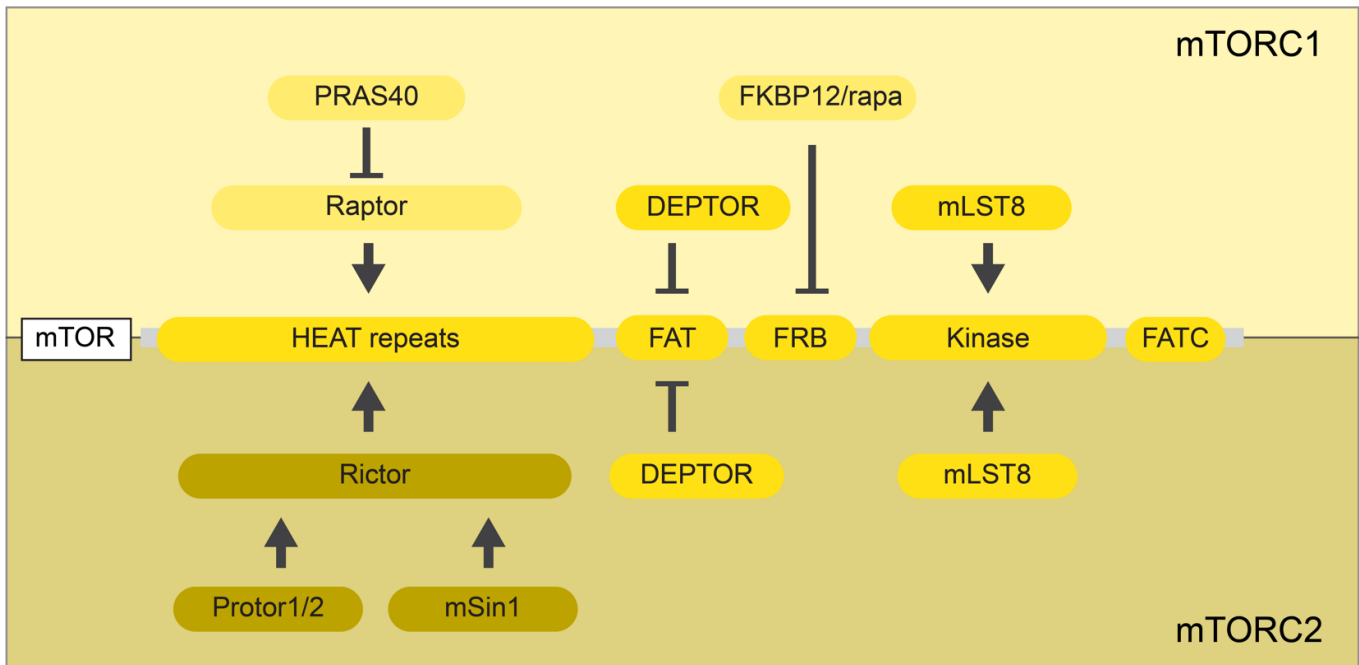 mTORC1
PRAS40
FKBP12/rapa
Raptor
DEPTOR
mLST8
mTOR
HEAT repeats
FAT
FRB
Kinase
FATC
Rictor
DEPTOR
mLST8
Protor1/2
mSin1
mTORC2